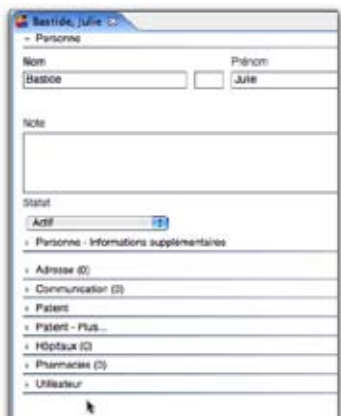 Bastide, Julie
Personne
Nom Prénom
Bastide Julie
Note
Statut
Actif
Personne - Informations supplémentaires
Adresse (0)
Communication (0)
Patient
Patient - Plus...
Hôpitaux (0)
Pharmacies (0)
Utilisateur